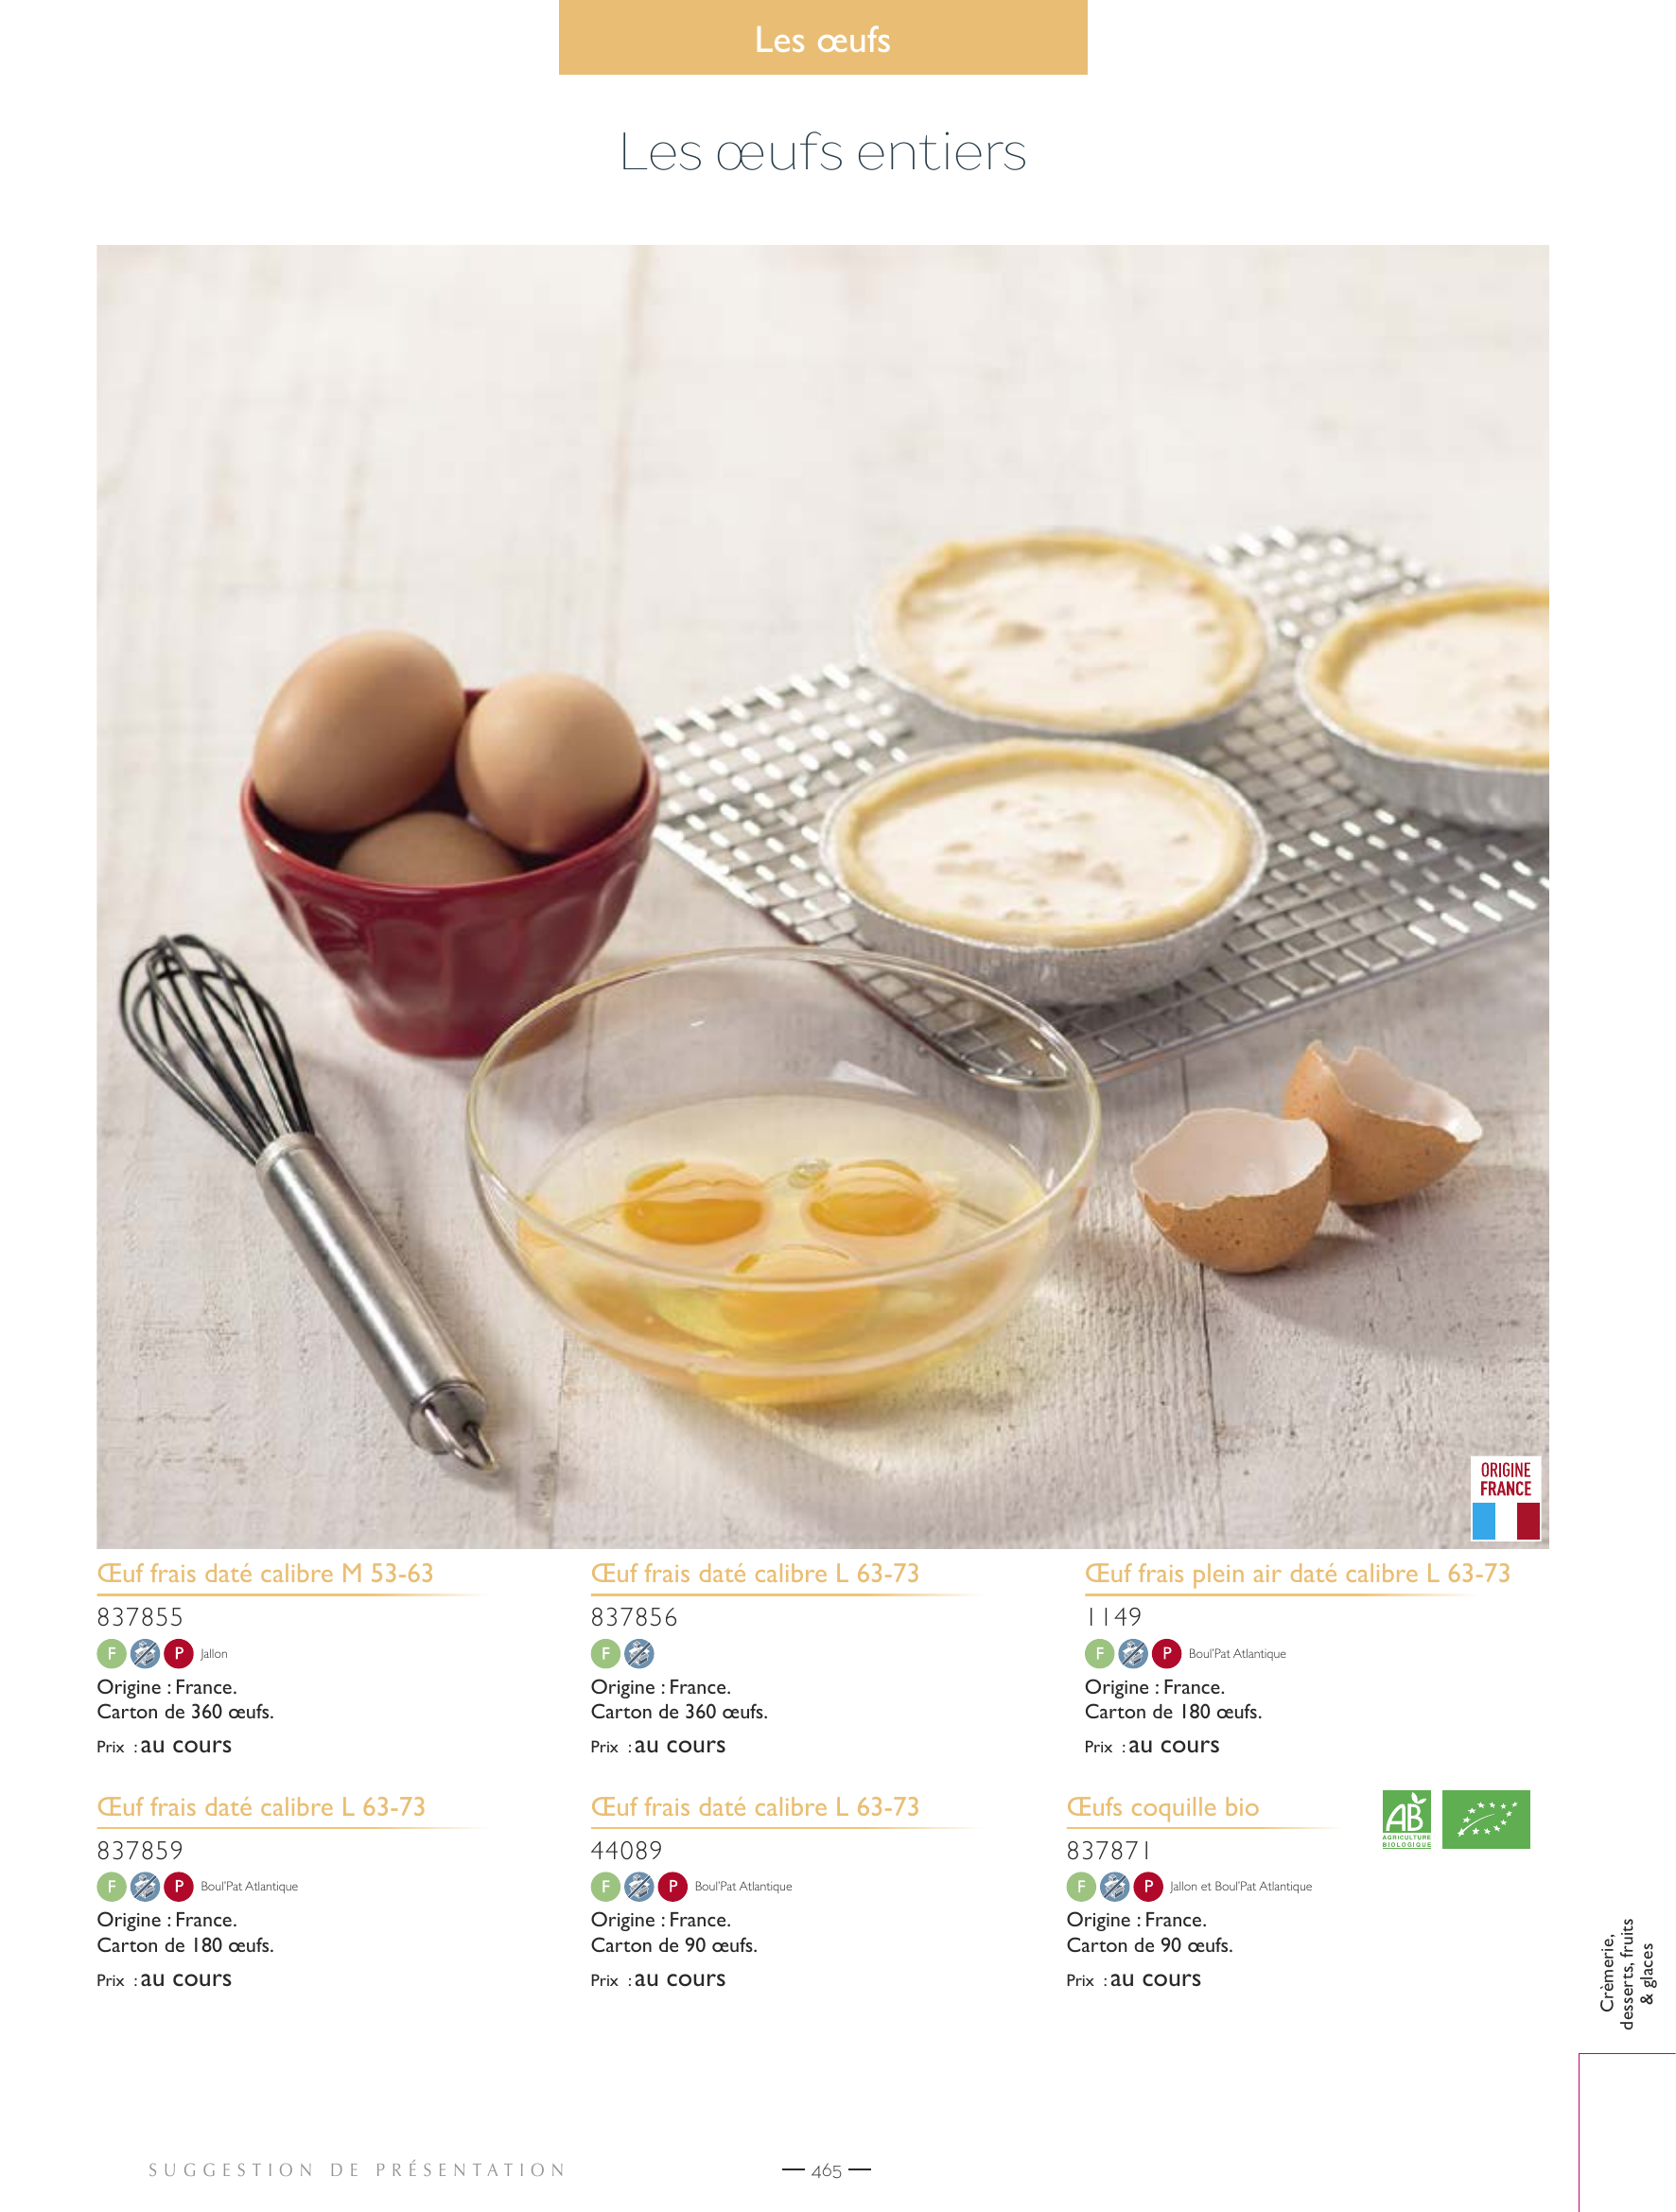 Les œufs
Les œufs entiers
ORIGINE
FRANCE
Œuf frais daté calibre M 53-63
837855
F P Jallon
Origine : France.
Carton de 360 œufs.
Prix : au cours
Œuf frais daté calibre L 63-73
837856
F
Origine : France.
Carton de 360 œufs.
Prix : au cours
Œuf frais plein air daté calibre L 63-73
1149
F P Boul'Pat Atlantique
Origine : France.
Carton de 180 œufs.
Prix : au cours
Œuf frais daté calibre L 63-73
837859
F P Boul'Pat Atlantique
Origine : France.
Carton de 180 œufs.
Prix : au cours
Œuf frais daté calibre L 63-73
44089
F P Boul'Pat Atlantique
Origine : France.
Carton de 90 œufs.
Prix : au cours
Œufs coquille bio
837871
F P Jallon et Boul'Pat Atlantique
Origine : France.
Carton de 90 œufs.
Prix : au cours
AB
AGRICULTURE
BIOLOGIQUE
Crèmerie,
desserts, fruits
& glaces
SUGGESTION DE PRÉSENTATION
— 465 —